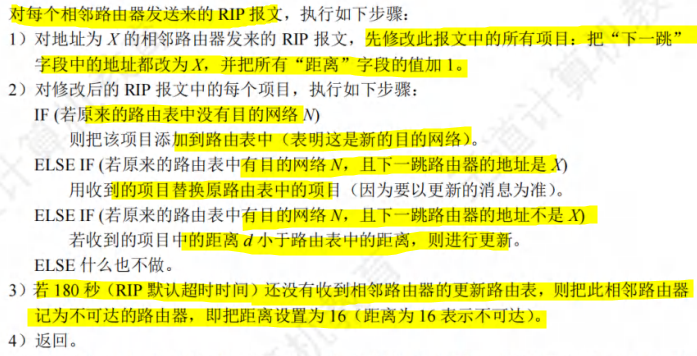 对每个相邻路由器发送来的 RIP 报文，执行如下步骤：
1）对地址为 X 的相邻路由器发来的 RIP 报文，先修改此报文中的所有项目：把“下一跳”
字段中的地址都改为 X，并把所有“距离”字段的值加 1。
2）对修改后的 RIP 报文中的每个项目，执行如下步骤：
IF (若原来的路由表中没有目的网络 N)
则把该项目添加到路由表中（表明这是新的目的网络）。
ELSE IF (若原来的路由表中有目的网络 N，且下一跳路由器的地址是 X)
用收到的项目替换原路由表中的项目（因为要以更新的消息为准）。
ELSE IF (若原来的路由表中有目的网络 N，且下一跳路由器的地址不是 X)
若收到的项目中的距离 d 小于路由表中的距离，则进行更新。
ELSE 什么也不做。
3）若 180 秒（RIP 默认超时时间）还没有收到相邻路由器的更新路由表，则把此相邻路由器
记为不可达的路由器，即把距离设置为 16（距离为 16 表示不可达）。
4）返回。